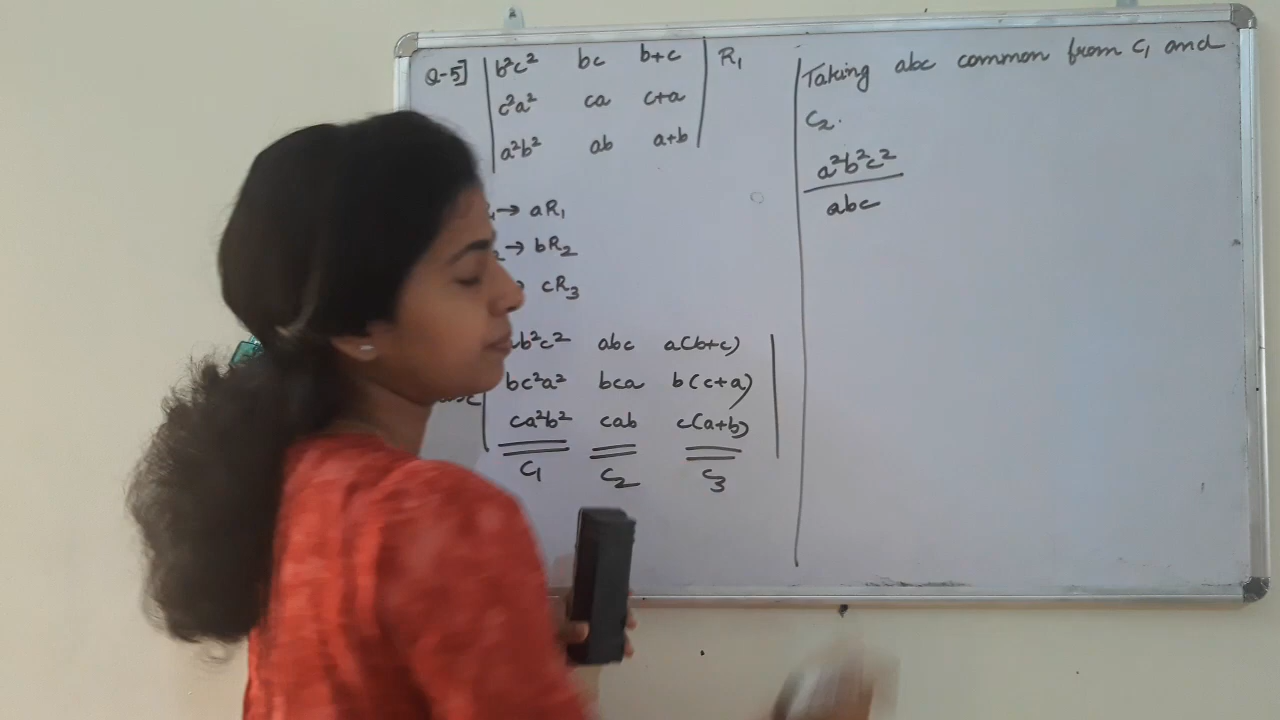 Q-5] b²c² bc b+c R₁
c²a² ca c+a
a²b² ab a+b
→ aR₁
₂ → bR₂
cR₃
b²c² abc a(b+c)
bc²a² bca b(c+a)
ca²b² cab c(a+b)
C₁ C₂ C₃
Taking abc common from C₁ and
C₂.
a²b²c²
abc